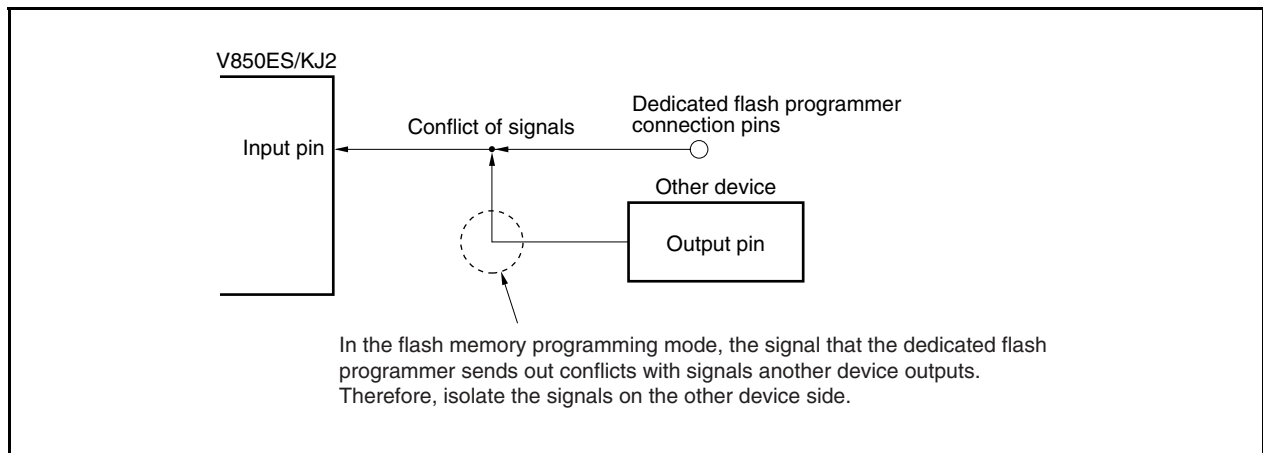 V850ES/KJ2
Dedicated flash programmer
connection pins
Conflict of signals
Input pin
Other device
Output pin
In the flash memory programming mode, the signal that the dedicated flash
programmer sends out conflicts with signals another device outputs.
Therefore, isolate the signals on the other device side.